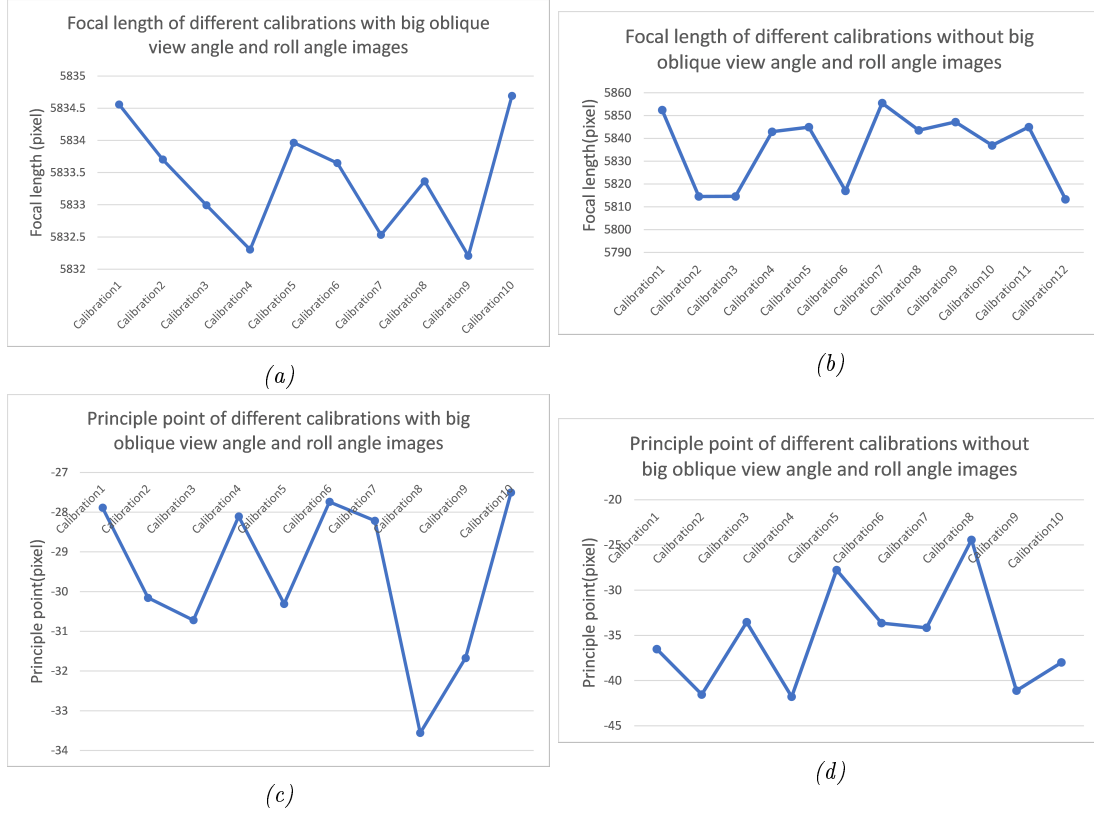 Focal length of different calibrations with big oblique
view angle and roll angle images
Focal length (pixel)
5835
5834.5
5834
5833.5
5833
5832.5
5832
Calibration1
Calibration2
Calibration3
Calibration4
Calibration5
Calibration6
Calibration7
Calibration8
Calibration9
Calibration10
(a)
Focal length of different calibrations without big
oblique view angle and roll angle images
Focal length(pixel)
5860
5850
5840
5830
5820
5810
5800
5790
Calibration1
Calibration2
Calibration3
Calibration4
Calibration5
Calibration6
Calibration7
Calibration8
Calibration9
Calibration10
Calibration11
Calibration12
(b)
Principle point of different calibrations with big
oblique view angle and roll angle images
Principle point(pixel)
-27
-28
-29
-30
-31
-32
-33
-34
Calibration1
Calibration2
Calibration3
Calibration4
Calibration5
Calibration6
Calibration7
Calibration8
Calibration9
Calibration10
(c)
Principle point of different calibrations without
big oblique view angle and roll angle images
Principle point(pixel)
-20
-25
-30
-35
-40
-45
Calibration1
Calibration2
Calibration3
Calibration4
Calibration5
Calibration6
Calibration7
Calibration8
Calibration9
Calibration10
(d)